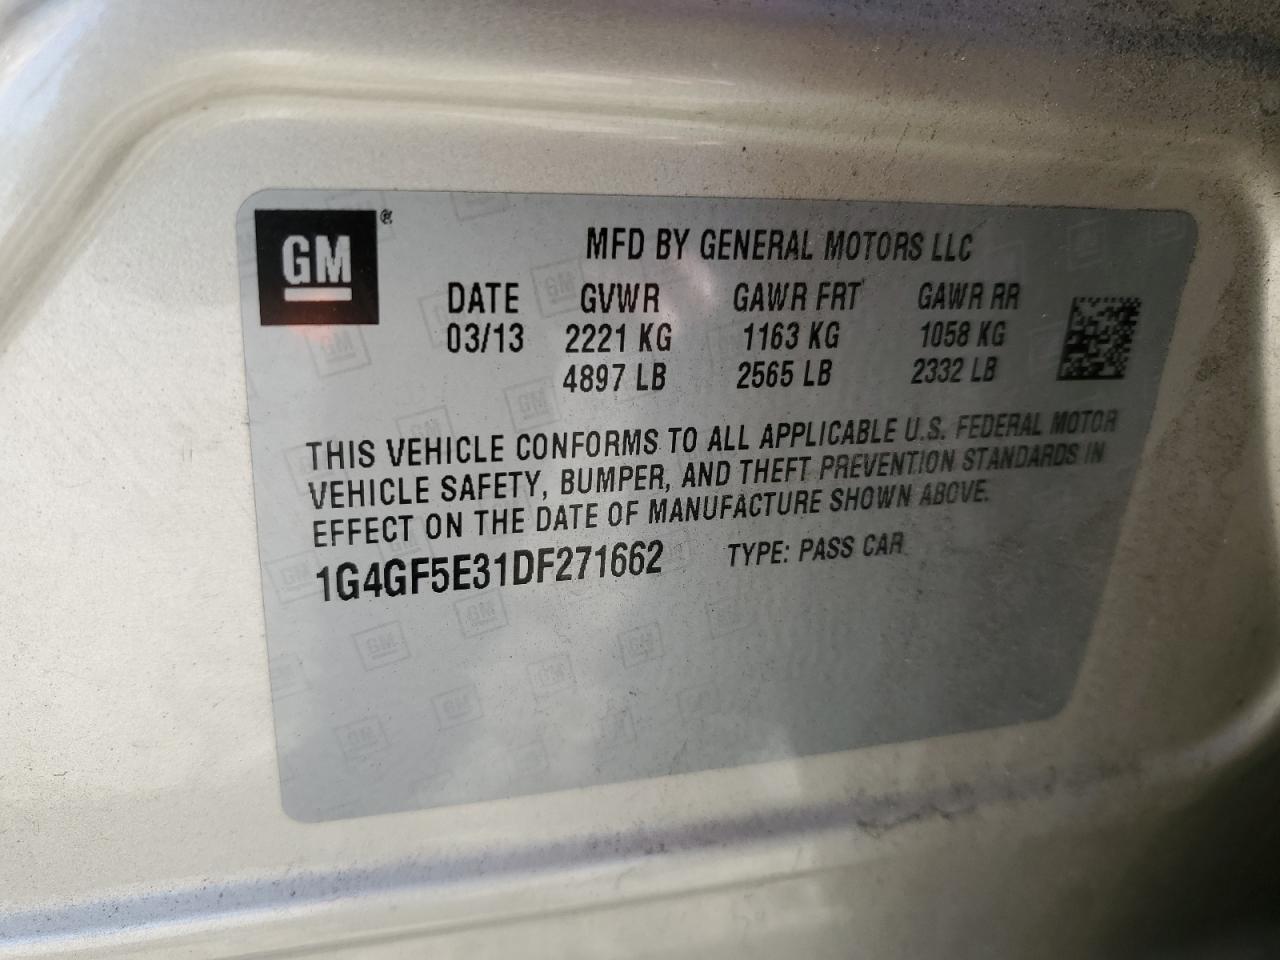 GM®
MFD BY GENERAL MOTORS LLC
DATE GVWR GAWR FRT GAWR RR
03/13 2221 KG 1163 KG 1058 KG
4897 LB 2565 LB 2332 LB
THIS VEHICLE CONFORMS TO ALL APPLICABLE U.S. FEDERAL MOTOR
VEHICLE SAFETY, BUMPER, AND THEFT PREVENTION STANDARDS IN
EFFECT ON THE DATE OF MANUFACTURE SHOWN ABOVE.
1G4GF5E31DF271662 TYPE: PASS CAR